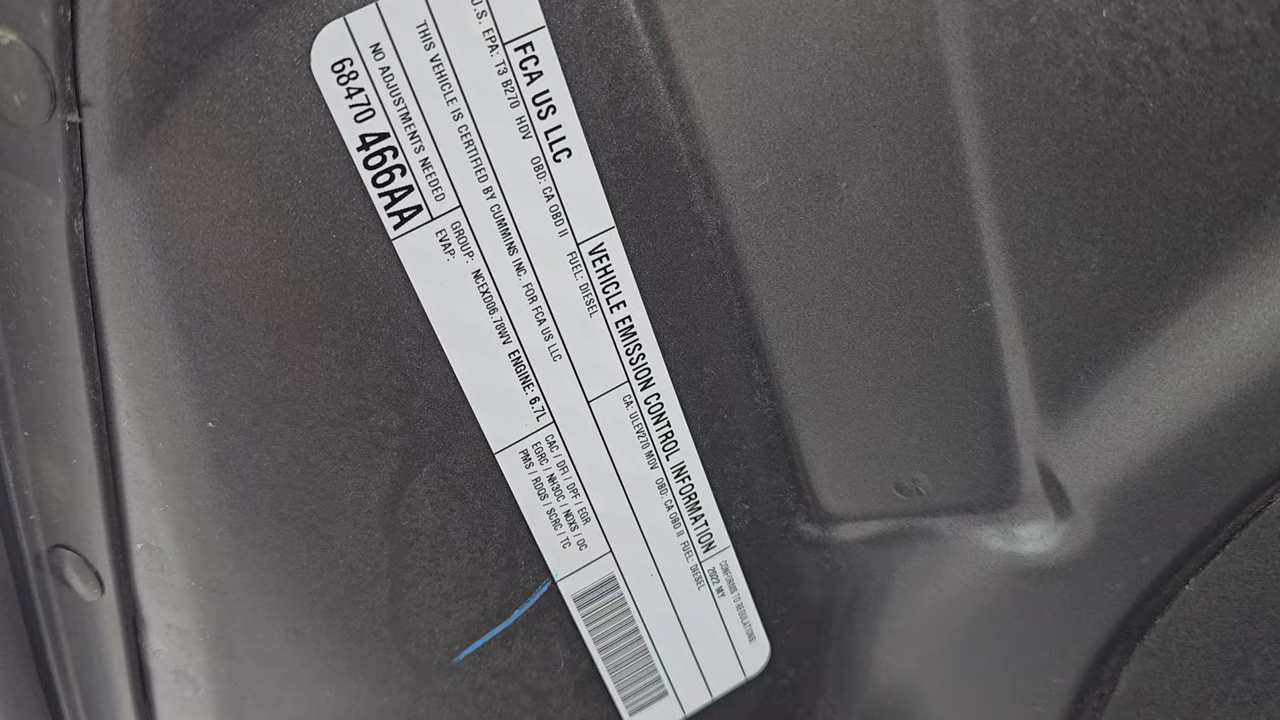 FCA US LLC
VEHICLE EMISSION CONTROL INFORMATION
CONFORMS TO REGULATIONS:
2022 MY
U.S. EPA: T3 B270 HDV OBD: CA OBD II FUEL: DIESEL
CA: ULEV270 MDV OBD: CA OBD II FUEL: DIESEL
THIS VEHICLE IS CERTIFIED BY CUMMINS INC. FOR FCA US LLC
NO ADJUSTMENTS NEEDED
GROUP: NCEXD06.78WV ENGINE: 6.7L
EVAP:
CAC / DFI / DPF / EGR
EGRC / NH3OC / NOXS / OC
PMS / RDQS / SCRC / TC
68470 466AA